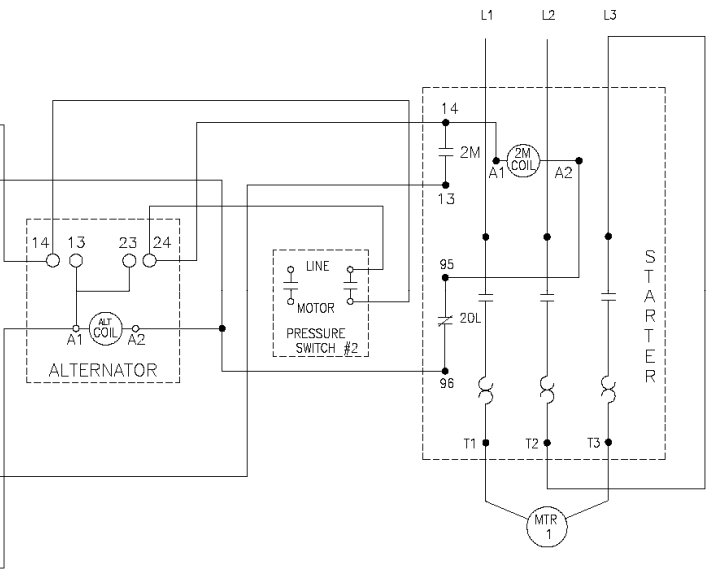 L1 L2 L3
14
2M
2M
COIL
A1
A2
13
14 13 23 24
LINE
MOTOR
PRESSURE
SWITCH #2
ALT
COIL
A1 A2
ALTERNATOR
95
20L
96
STARTER
T1 T2 T3
MTR
1